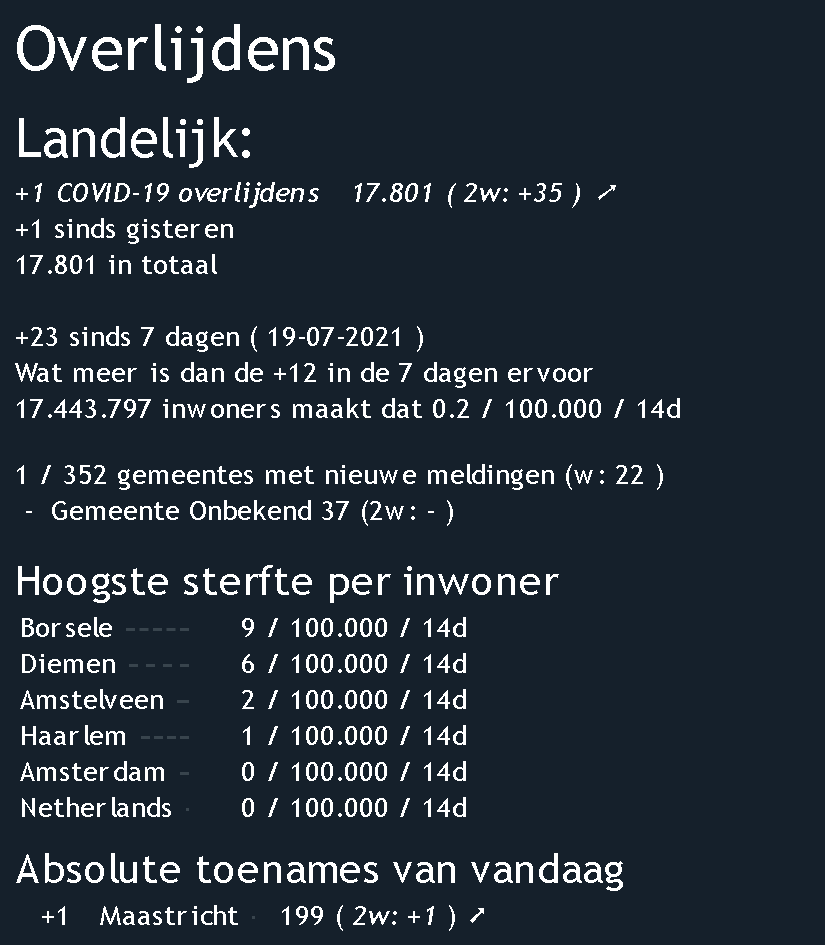 Overlijdens
Landelijk:
+1 COVID-19 overlijdens 17.801 ( 2w: +35 ) ↗
+1 sinds gisteren
17.801 in totaal
+23 sinds 7 dagen ( 19-07-2021 )
Wat meer is dan de +12 in de 7 dagen ervoor
17.443.797 inwoners maakt dat 0.2 / 100.000 / 14d
1 / 352 gemeentes met nieuwe meldingen (w: 22 )
- Gemeente Onbekend 37 (2w: - )
Hoogste sterfte per inwoner
Borsele ----- 9 / 100.000 / 14d
Diemen ---- 6 / 100.000 / 14d
Amstelveen - 2 / 100.000 / 14d
Haarlem ---- 1 / 100.000 / 14d
Amsterdam - 0 / 100.000 / 14d
Netherlands · 0 / 100.000 / 14d
Absolute toenames van vandaag
+1 Maastricht · 199 ( 2w: +1 ) ↗